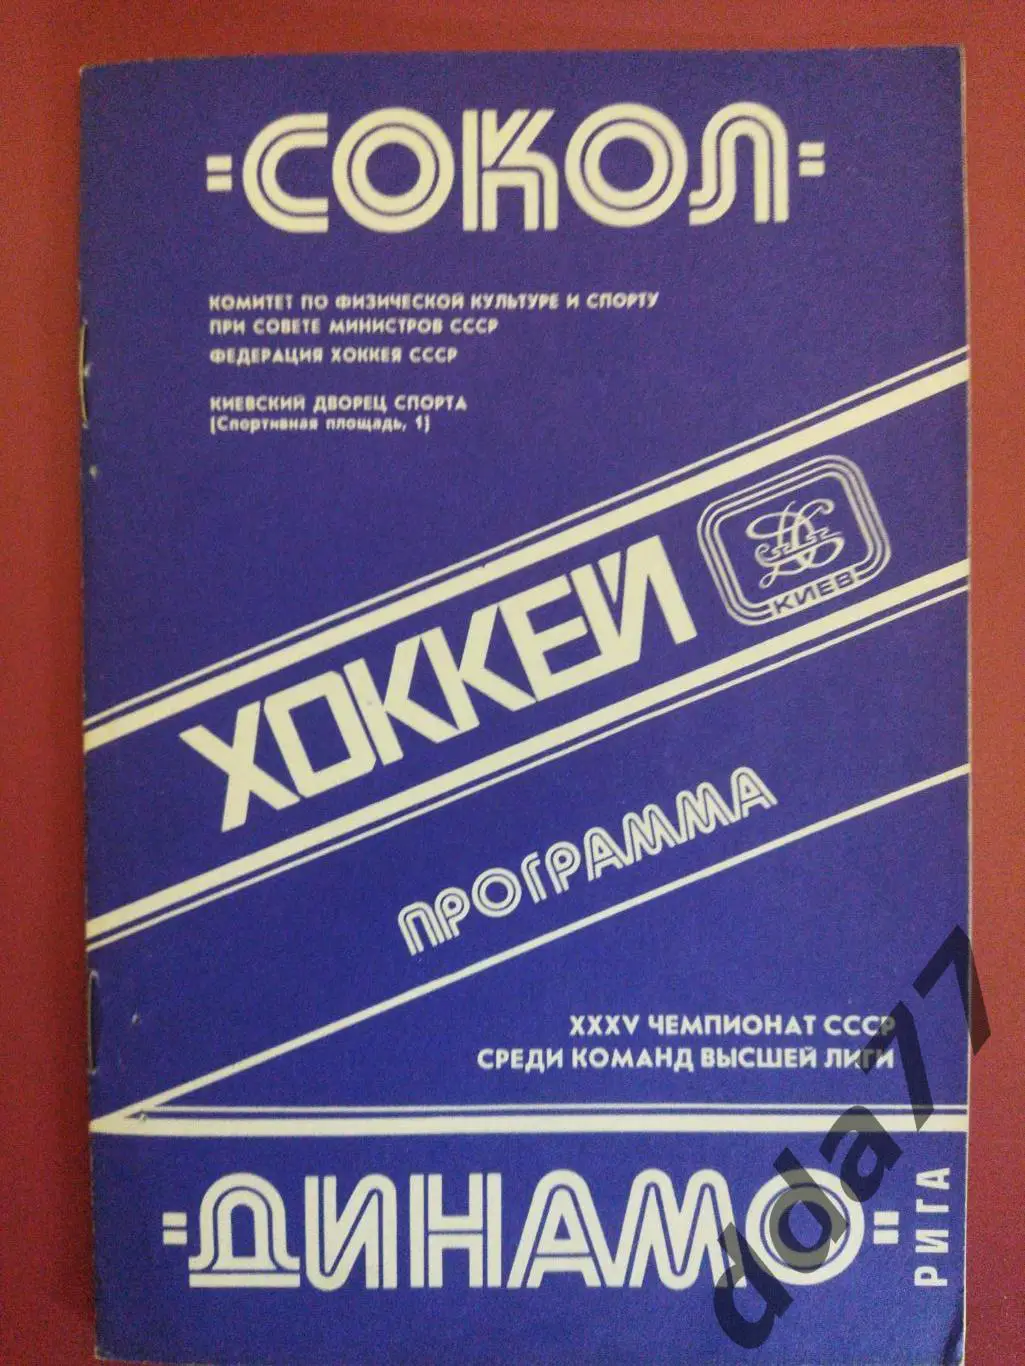 "СОКОЛ"
КОМИТЕТ ПО ФИЗИЧЕСКОЙ КУЛЬТУРЕ И СПОРТУ
ПРИ СОВЕТЕ МИНИСТРОВ СССР
ФЕДЕРАЦИЯ ХОККЕЯ СССР
КИЕВСКИЙ ДВОРЕЦ СПОРТА
(Спортивная площадь, 1)
ХОККЕЙ
КИЕВ
ПРОГРАММА
XXXV ЧЕМПИОНАТ СССР
СРЕДИ КОМАНД ВЫСШЕЙ ЛИГИ
"ДИНАМО"
РИГА
dda77